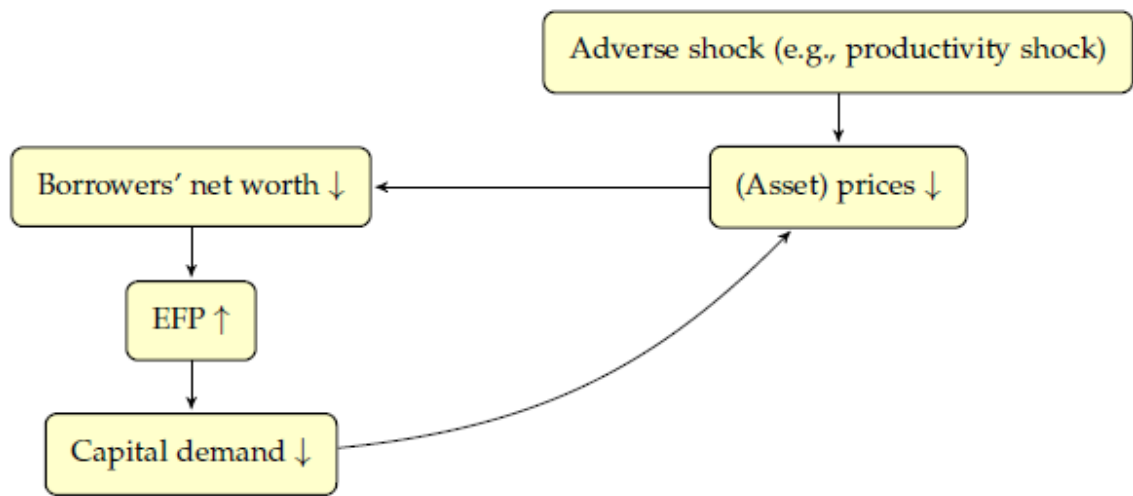 Adverse shock (e.g., productivity shock)
Borrowers’ net worth ↓
(Asset) prices ↓
EFP ↑
Capital demand ↓